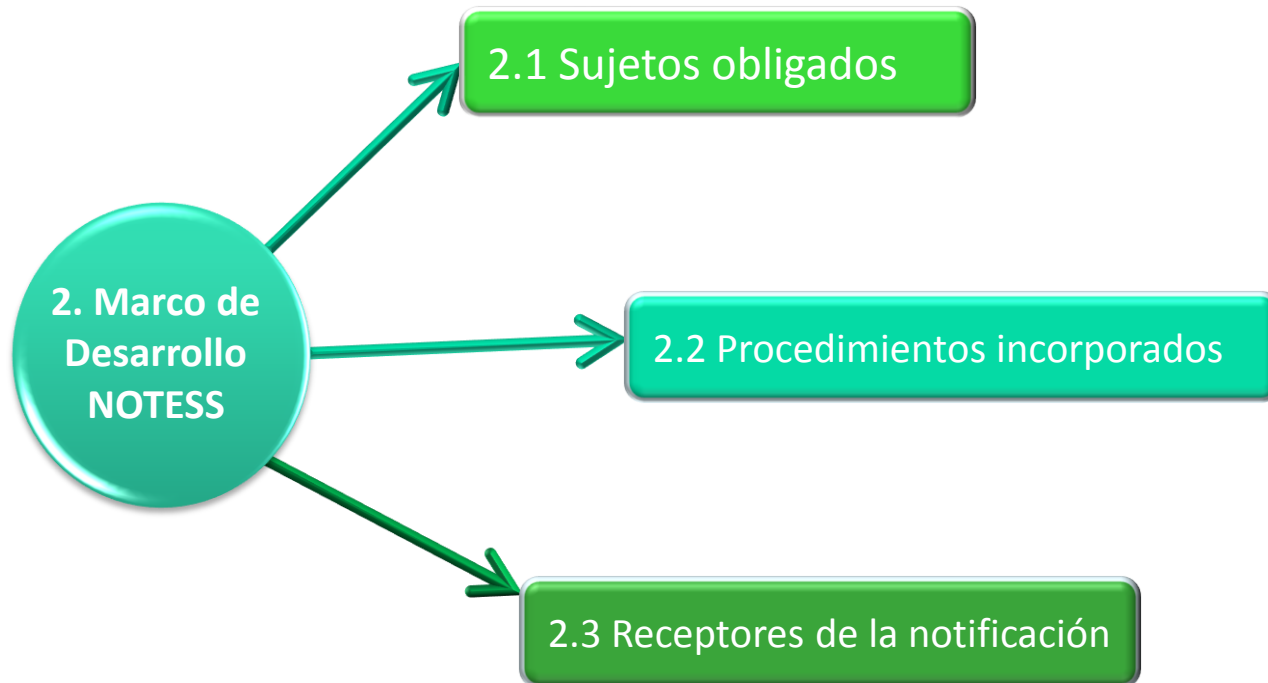 2.1 Sujetos obligados
2. Marco de
Desarrollo
NOTESS
2.2 Procedimientos incorporados
2.3 Receptores de la notificación